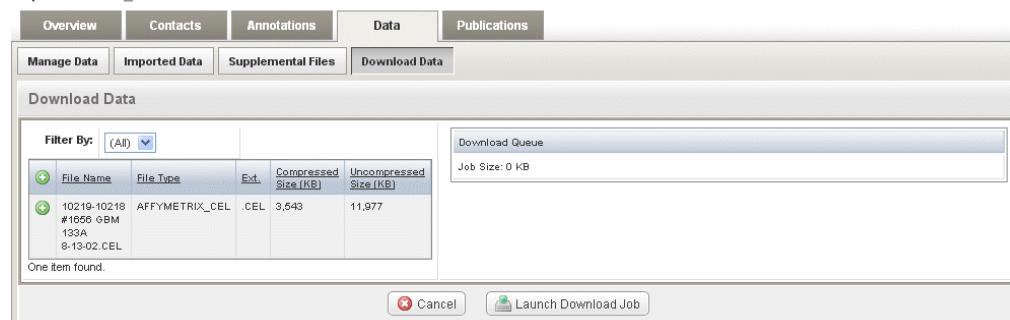 Overview Contacts Annotations Data Publications
Manage Data Imported Data Supplemental Files Download Data
Download Data
Filter By: (All)
File Name File Type Ext. Compressed Size (KB) Uncompressed Size (KB)
10219-10218 AFFYMETRIX_CEL .CEL 3,543 11,977
#1656 GBM
133A
8-13-02.CEL
One item found.
Download Queue
Job Size: 0 KB
Cancel Launch Download Job